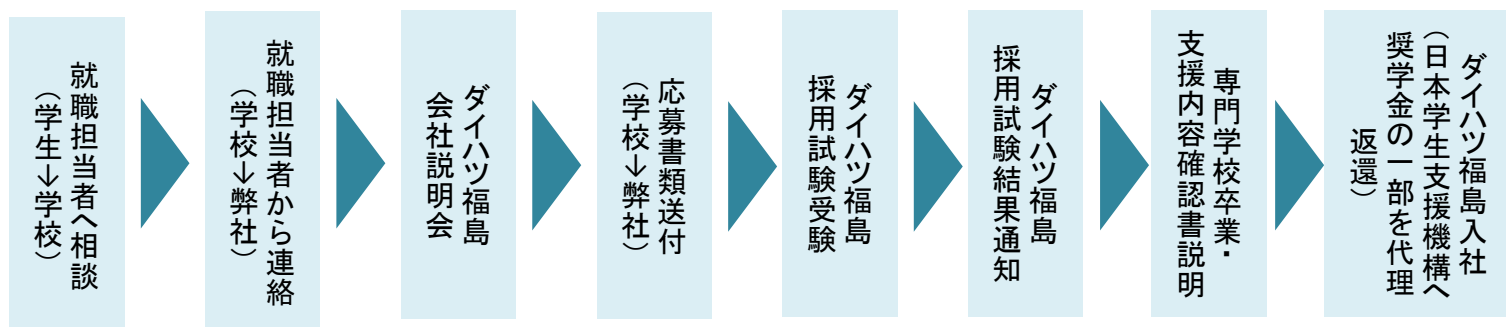 就職担当者へ相談
（学生→学校）
就職担当者から連絡
（学校→弊社）
ダイハツ福島
会社説明会
応募書類送付
（学校→弊社）
ダイハツ福島
採用試験受験
ダイハツ福島
採用試験結果通知
専門学校卒業・
支援内容確認書説明
ダイハツ福島入社
（日本学生支援機構へ
奨学金の一部を代理
返還）